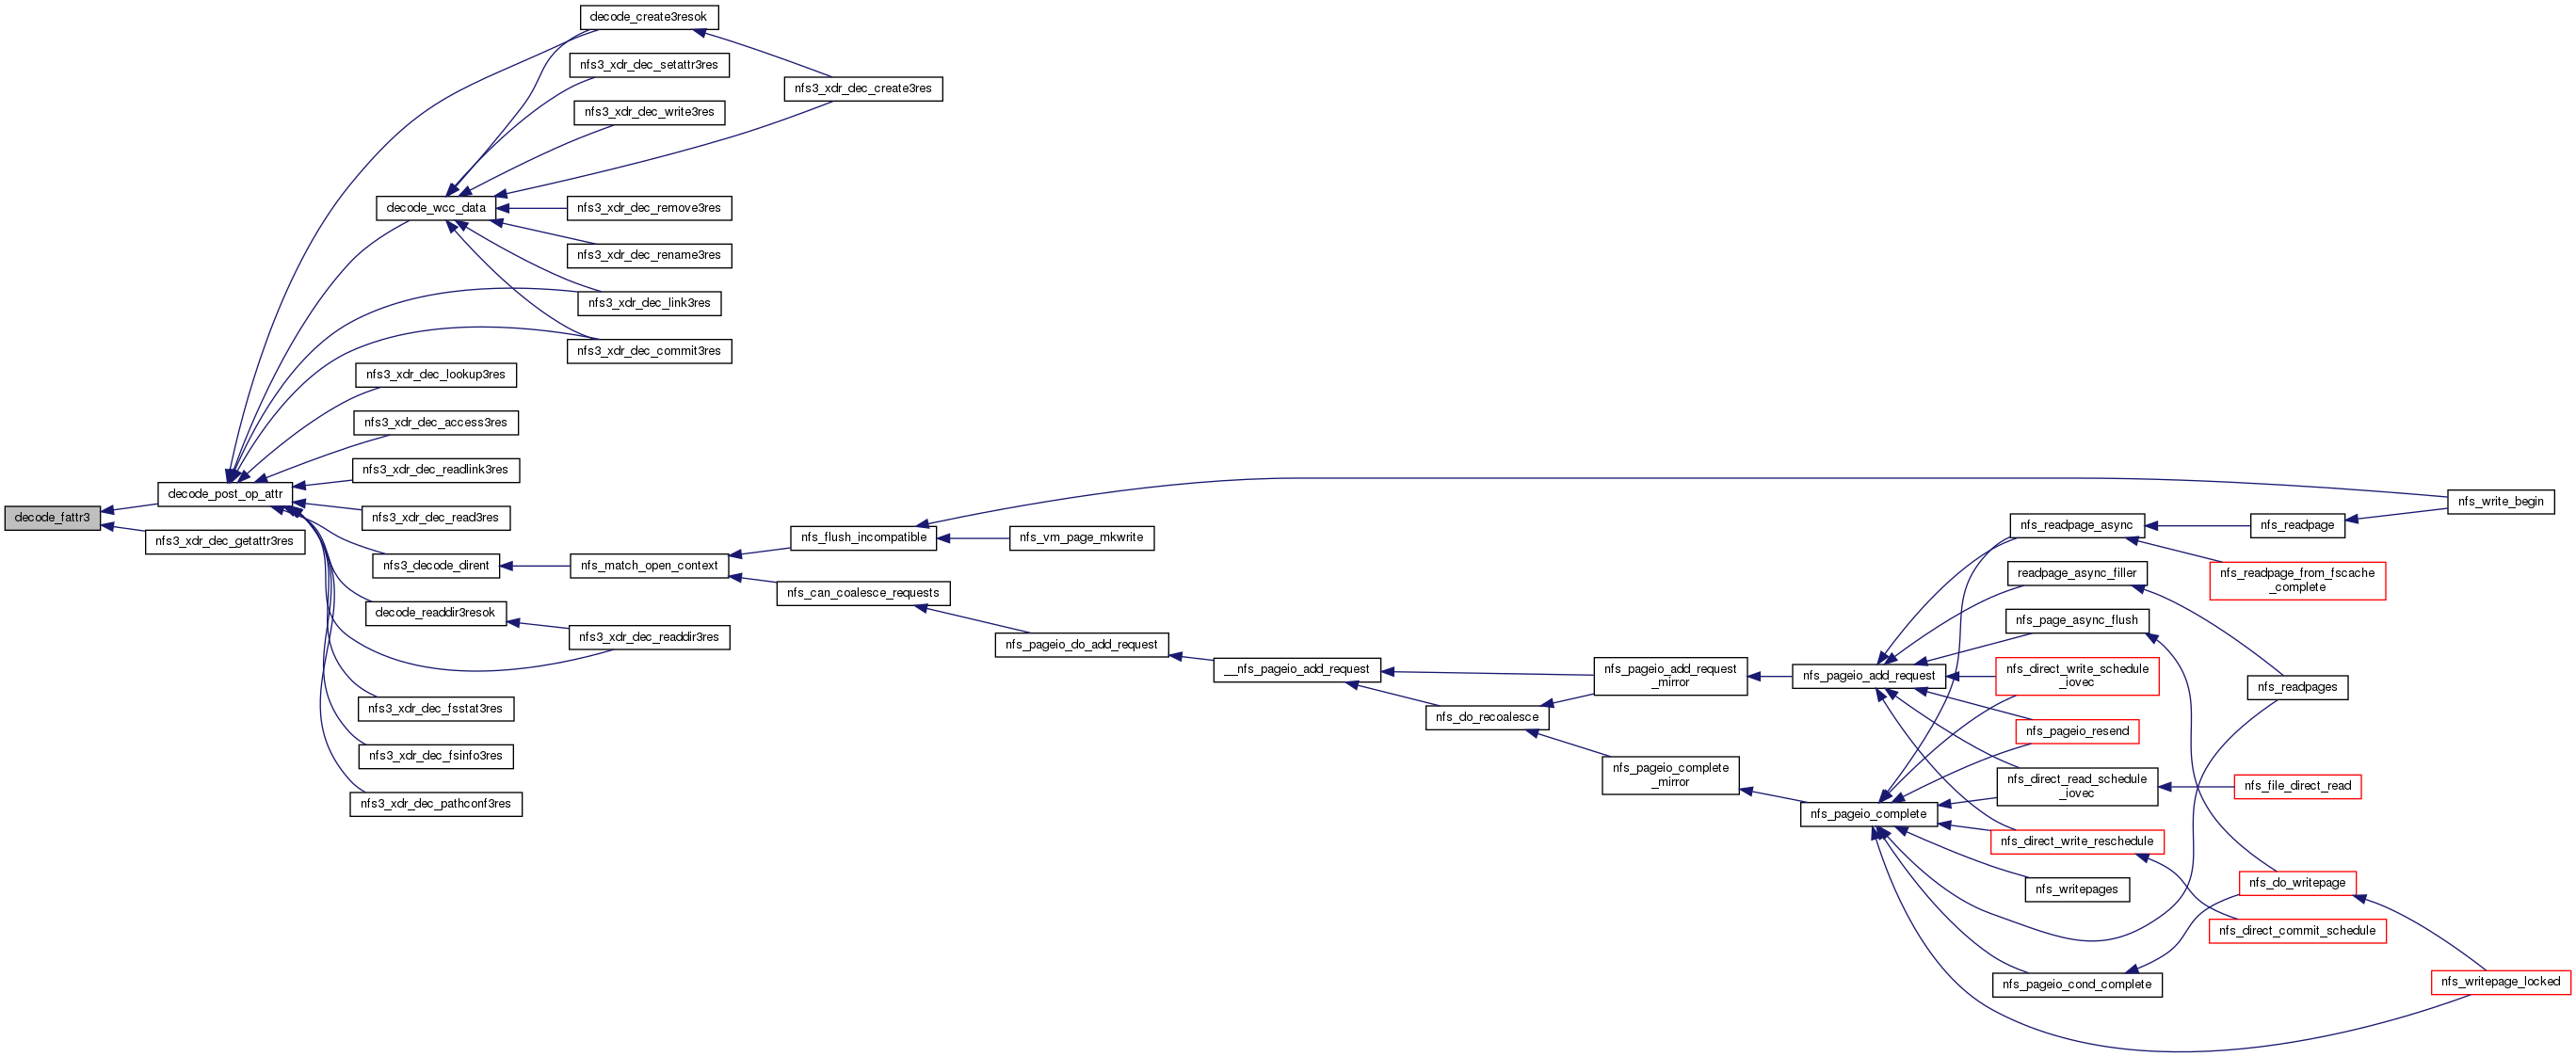 decode_create3resok
nfs3_xdr_dec_setattr3res
nfs3_xdr_dec_create3res
nfs3_xdr_dec_write3res
decode_wcc_data
nfs3_xdr_dec_remove3res
nfs3_xdr_dec_rename3res
nfs3_xdr_dec_link3res
nfs3_xdr_dec_commit3res
nfs3_xdr_dec_lookup3res
nfs3_xdr_dec_access3res
nfs3_xdr_dec_readlink3res
decode_post_op_attr
decode_fattr3
nfs3_xdr_dec_read3res
nfs3_xdr_dec_getattr3res
nfs3_decode_dirent
nfs_match_open_context
nfs_flush_incompatible
nfs_vm_page_mkwrite
nfs_can_coalesce_requests
decode_readdir3resok
nfs3_xdr_dec_readdir3res
nfs_pageio_do_add_request
__nfs_pageio_add_request
nfs_do_recoalesce
nfs_pageio_add_request
_mirror
nfs_pageio_complete
_mirror
nfs_pageio_add_request
nfs_pageio_complete
nfs3_xdr_dec_fsstat3res
nfs3_xdr_dec_fsinfo3res
nfs3_xdr_dec_pathconf3res
nfs_write_begin
nfs_readpage_async
nfs_readpage
readpage_async_filler
nfs_readpage_from_fscache
_complete
nfs_page_async_flush
nfs_direct_write_schedule
_iovec
nfs_readpages
nfs_pageio_resend
nfs_direct_read_schedule
_iovec
nfs_file_direct_read
nfs_direct_write_reschedule
nfs_writepages
nfs_do_writepage
nfs_direct_commit_schedule
nfs_pageio_cond_complete
nfs_writepage_locked